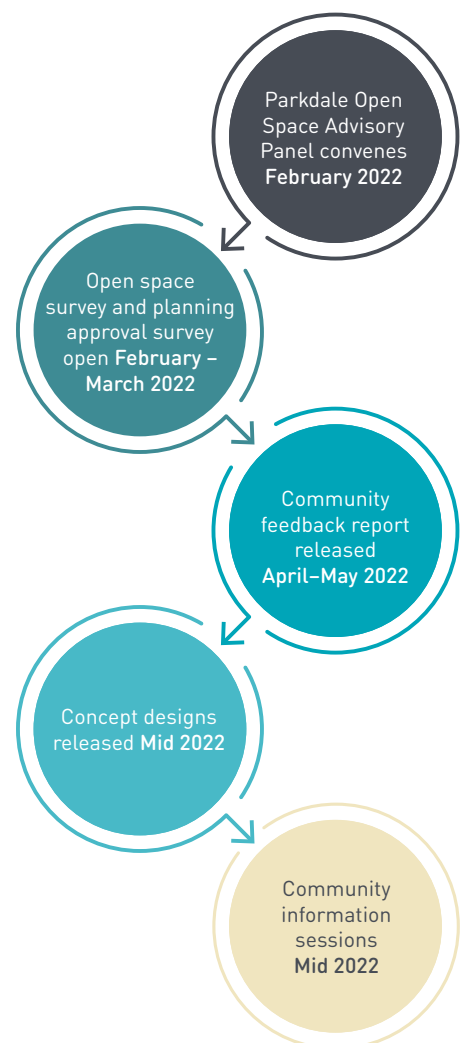 Parkdale Open
Space Advisory
Panel convenes
February 2022
Open space
survey and planning
approval survey
open February –
March 2022
Community
feedback report
released
April–May 2022
Concept designs
released Mid 2022
Community
information
sessions
Mid 2022